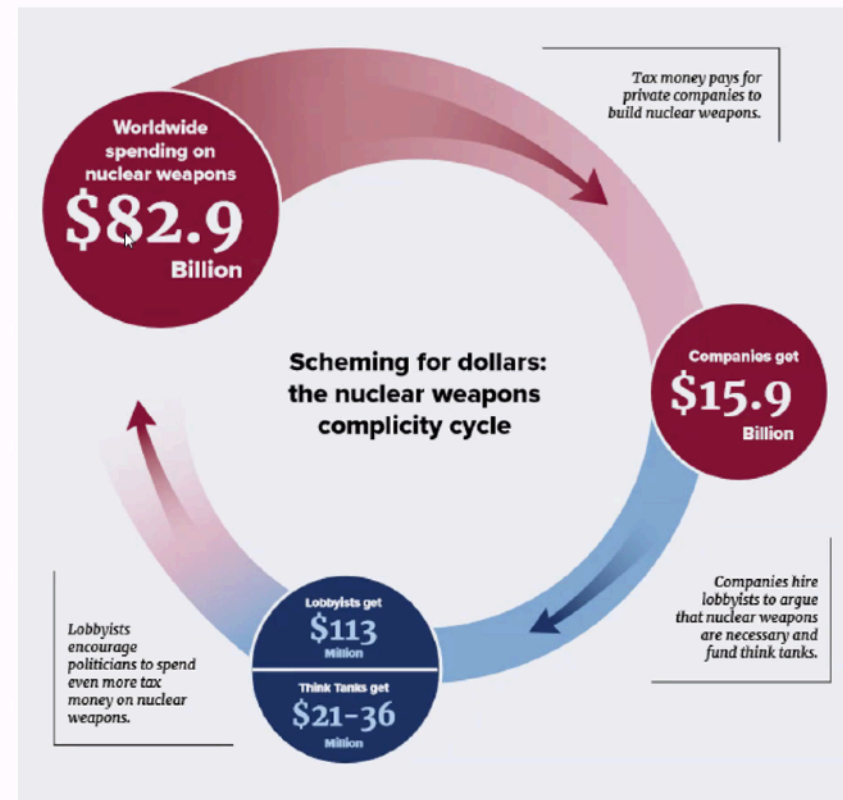 Worldwide
spending on
nuclear weapons
$82.9
Billion
Tax money pays for
private companies to
build nuclear weapons.
Scheming for dollars:
the nuclear weapons
complicity cycle
Companies get
$15.9
Billion
Companies hire
lobbyists to argue
that nuclear weapons
are necessary and
fund think tanks.
Lobbyists get
$113
Million
Think Tanks get
$21-36
Million
Lobbyists
encourage
politicians to spend
even more tax
money on nuclear
weapons.